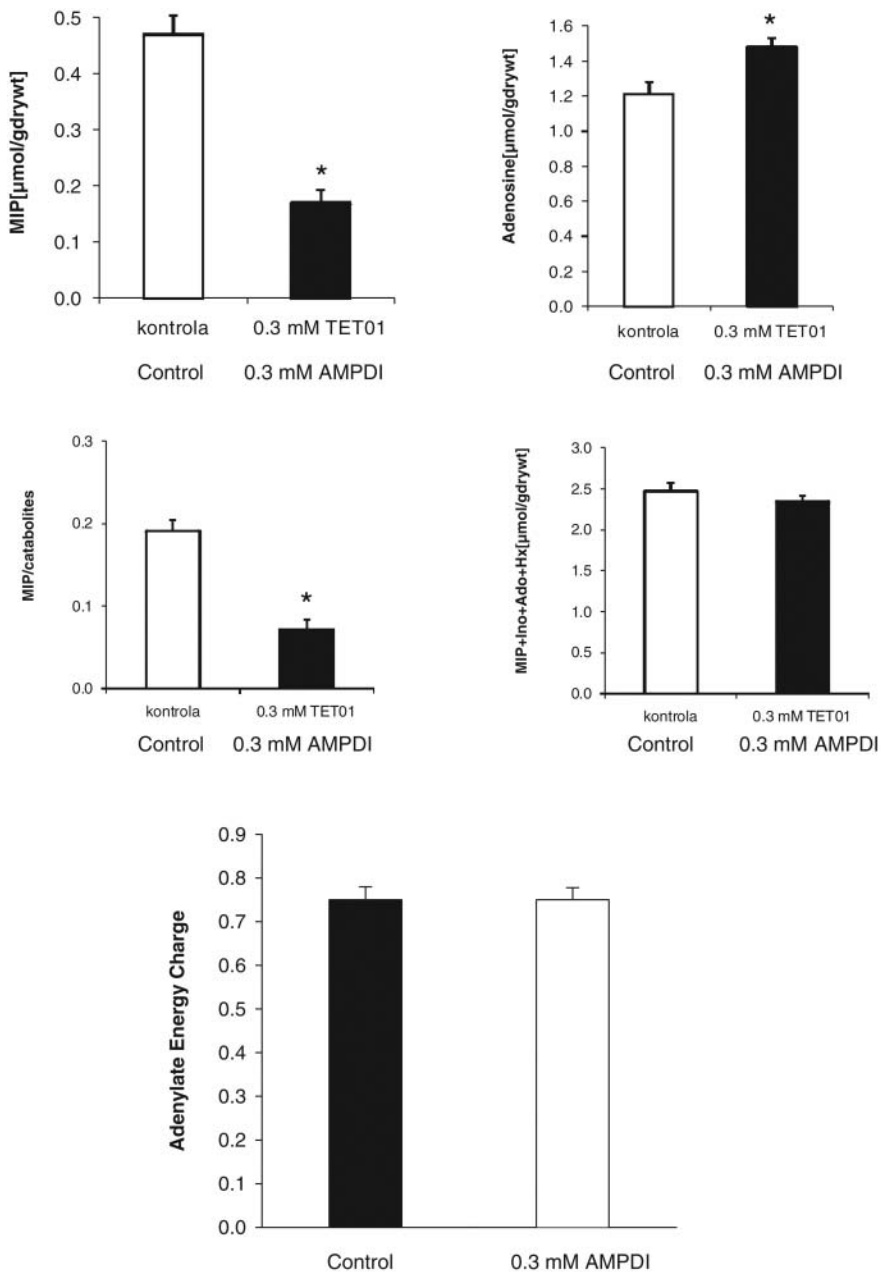 MIP[µmol/gdrywt]
0.5
0.4
0.3
0.2
0.1
0.0
*
kontrola 0.3 mM TET01
Control 0.3 mM AMPDI
Adenosine[µmol/gdrywt]
1.6
1.4
1.2
1.0
0.8
0.6
0.4
0.2
0.0
*
kontrola 0.3 mM TET01
Control 0.3 mM AMPDI
MIP/catabolites
0.3
0.2
0.1
0.0
*
kontrola 0.3 mM TET01
Control 0.3 mM AMPDI
MIP+Ino+Ado+Hx[µmol/gdrywt]
3.0
2.5
2.0
1.5
1.0
0.5
0.0
kontrola 0.3 mM TET01
Control 0.3 mM AMPDI
Adenylate Energy Charge
0.9
0.8
0.7
0.6
0.5
0.4
0.3
0.2
0.1
0.0
Control 0.3 mM AMPDI